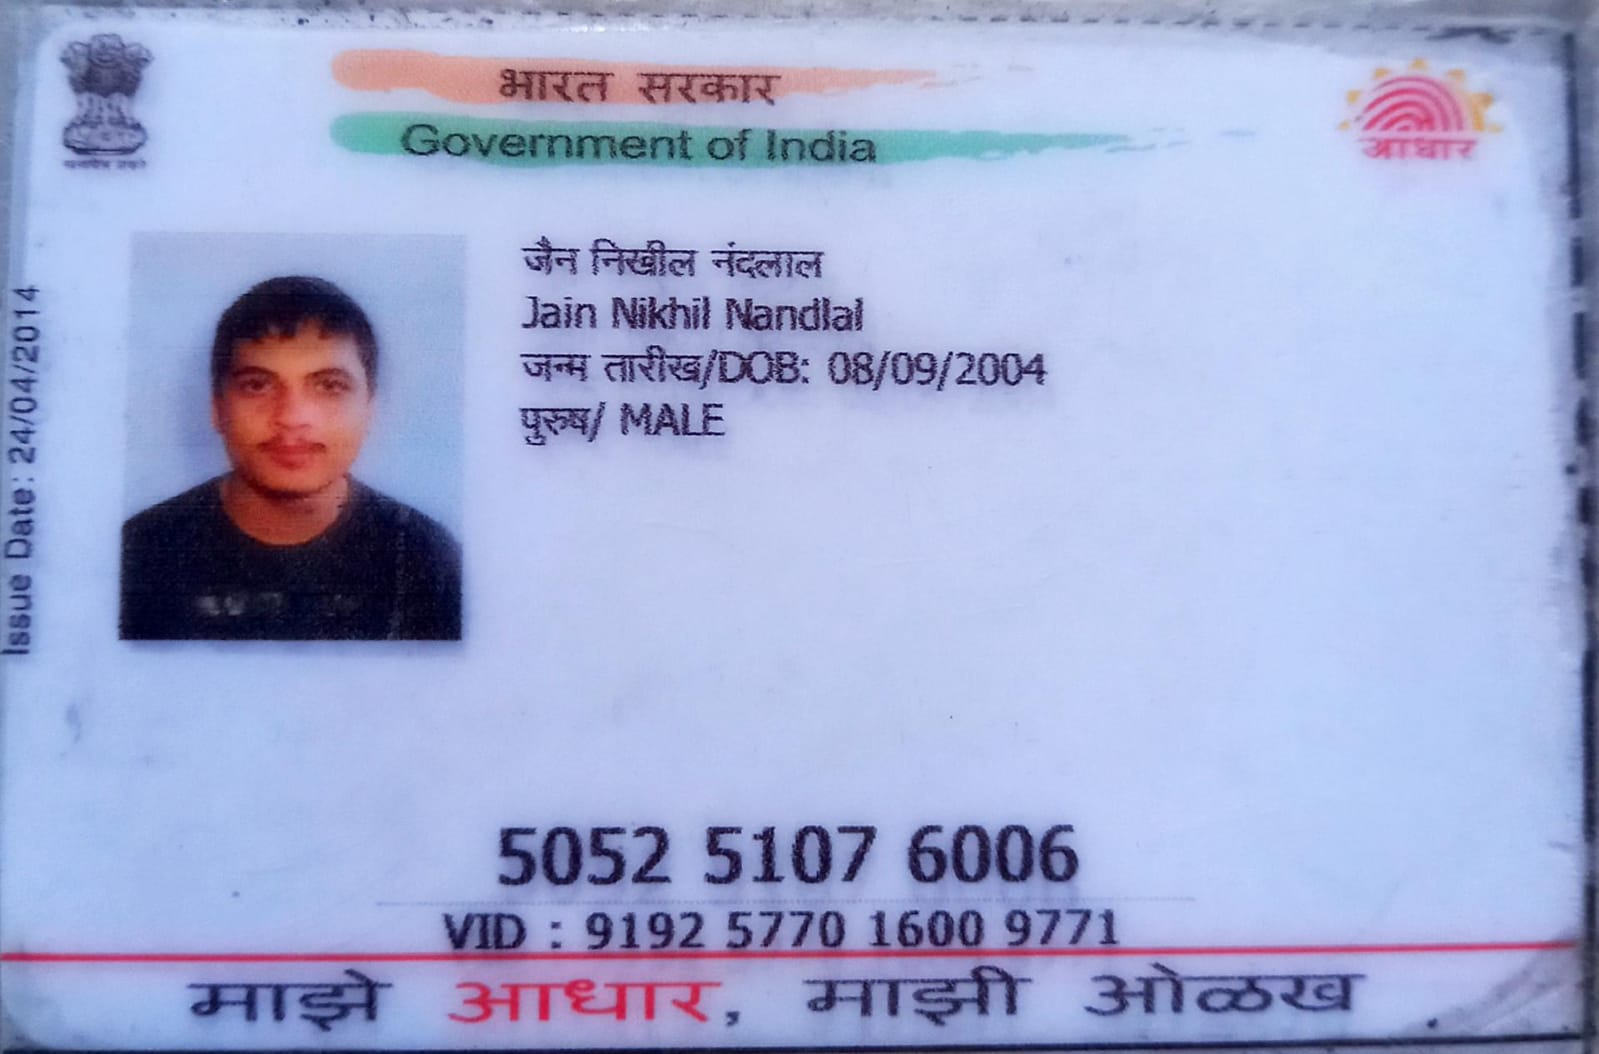 भारत सरकार
Government of India
आधार
Issue Date: 24/04/2014
जैन निखील नंदलाल
Jain Nikhil Nandlal
जन्म तारीख/DOB: 08/09/2004
पुरुष/ MALE
5052 5107 6006
VID : 9192 5770 1600 9771
माझे आधार, माझी ओळख